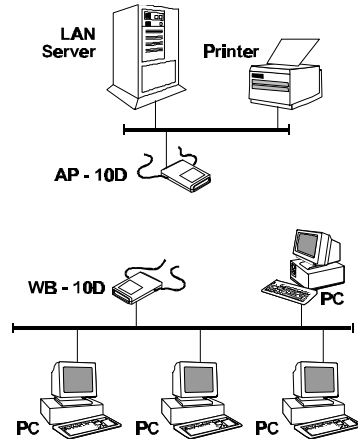 LAN
Server
Printer
AP - 10D
WB - 10D
PC
PC
PC
PC